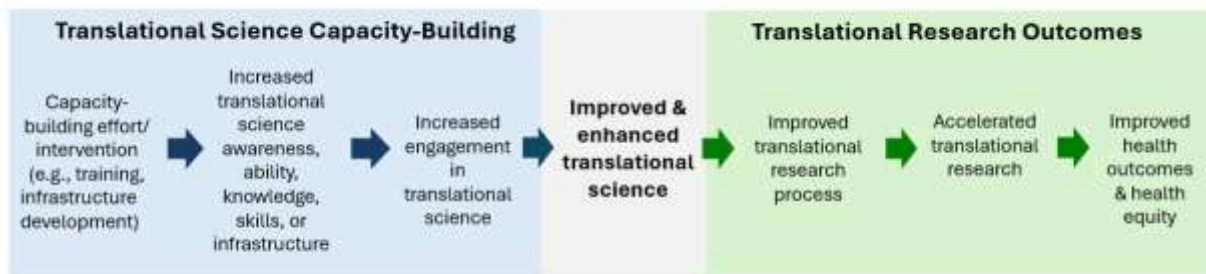 Translational Science Capacity-Building
Capacity-
building effort/
intervention
(e.g., training,
infrastructure
development)
Increased
translational
science
awareness,
ability,
knowledge,
skills, or
infrastructure
Increased
engagement
in
translational
science
Improved &
enhanced
translational
science
Translational Research Outcomes
Improved
translational
research
process
Accelerated
translational
research
Improved
health
outcomes
& health
equity